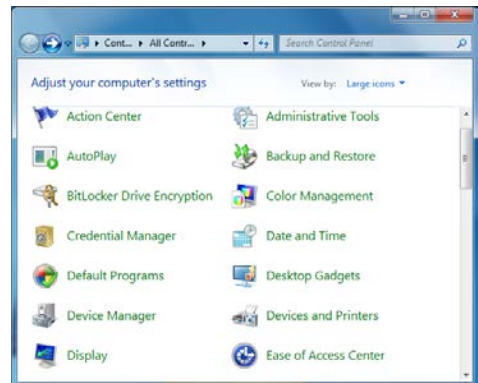 Cont... All Contr... Search Control Panel
Adjust your computer's settings View by: Large icons
Action Center Administrative Tools
AutoPlay Backup and Restore
BitLocker Drive Encryption Color Management
Credential Manager Date and Time
Default Programs Desktop Gadgets
Device Manager Devices and Printers
Display Ease of Access Center